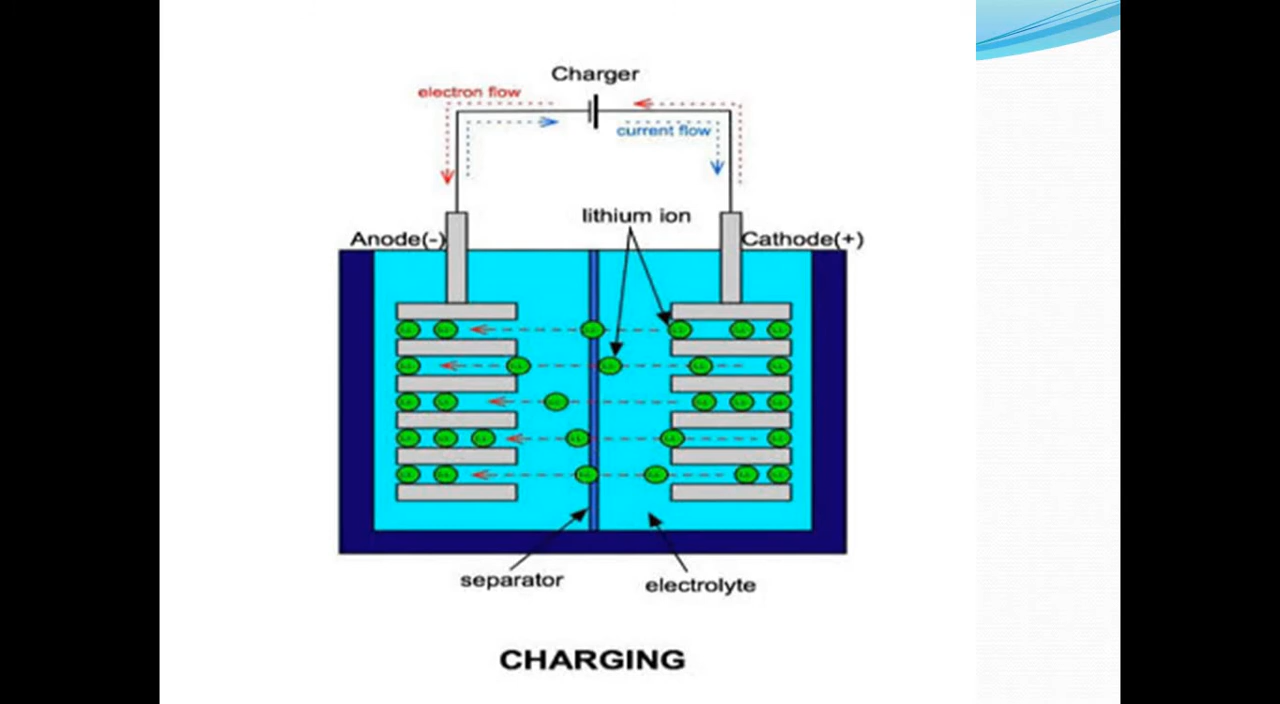 Charger
electron flow
current flow
lithium ion
Anode(-)
Cathode(+)
separator
electrolyte
CHARGING